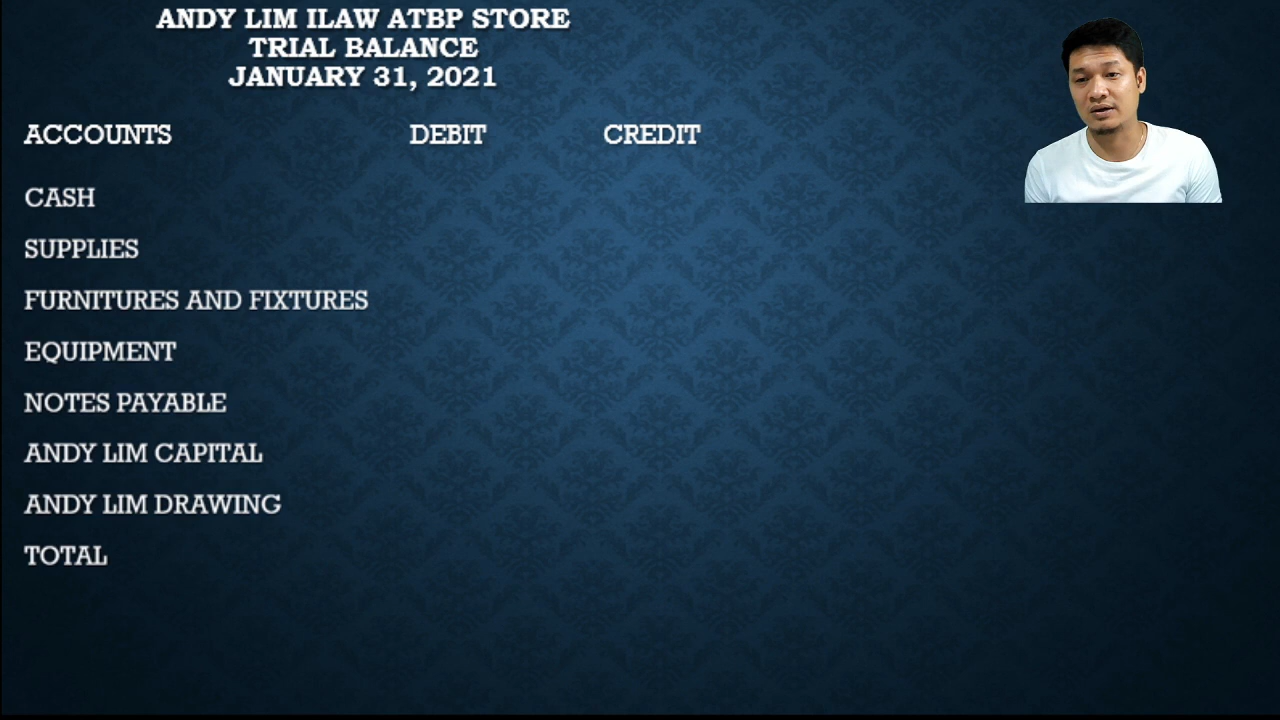 ANDY LIM ILAW ATBP STORE
TRIAL BALANCE
JANUARY 31, 2021
ACCOUNTS DEBIT CREDIT
CASH
SUPPLIES
FURNITURES AND FIXTURES
EQUIPMENT
NOTES PAYABLE
ANDY LIM CAPITAL
ANDY LIM DRAWING
TOTAL